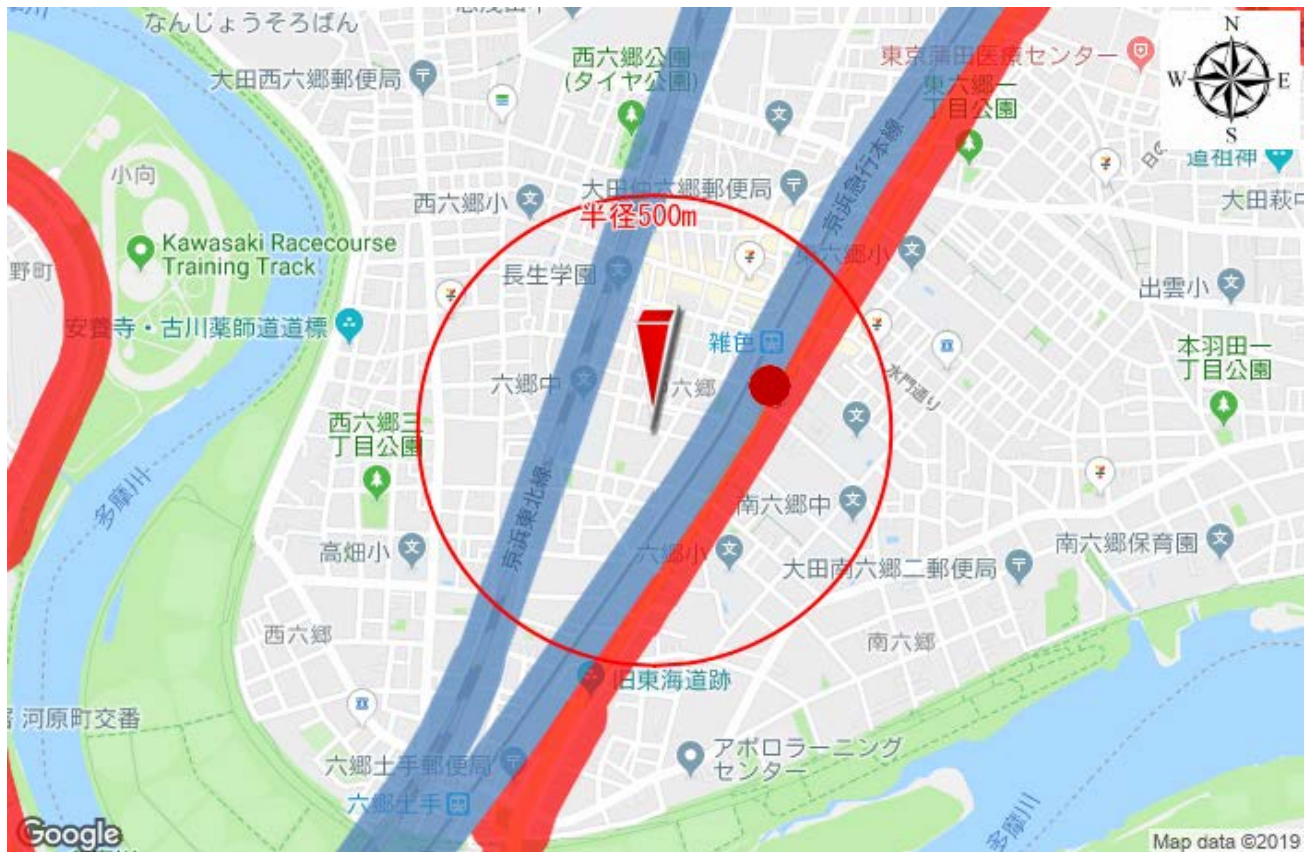 なんじょうそろばん
大田西六郷郵便局
西六郷公園
(タイヤ公園)
東京蒲田医療センター
東六郷一
丁目公園
N
W
E
S
小向
西六郷小
大田仲六郷郵便局
京浜急行本線
道祖神
大田萩中
半径500m
Kawasaki Racecourse
Training Track
野町
長生学園
東六郷小
出雲小
安養寺・古川薬師道道標
雑色
本羽田一
丁目公園
六郷中
六郷
水門通り
西六郷三
丁目公園
多摩川
京浜東北線
南六郷中
高畑小
六郷小
大田南六郷二郵便局
南六郷保育園
西六郷
南六郷
旧東海道跡
河原町交番
六郷土手郵便局
アポロラーニング
センター
六郷土手
多摩川
Google
Map data ©2019